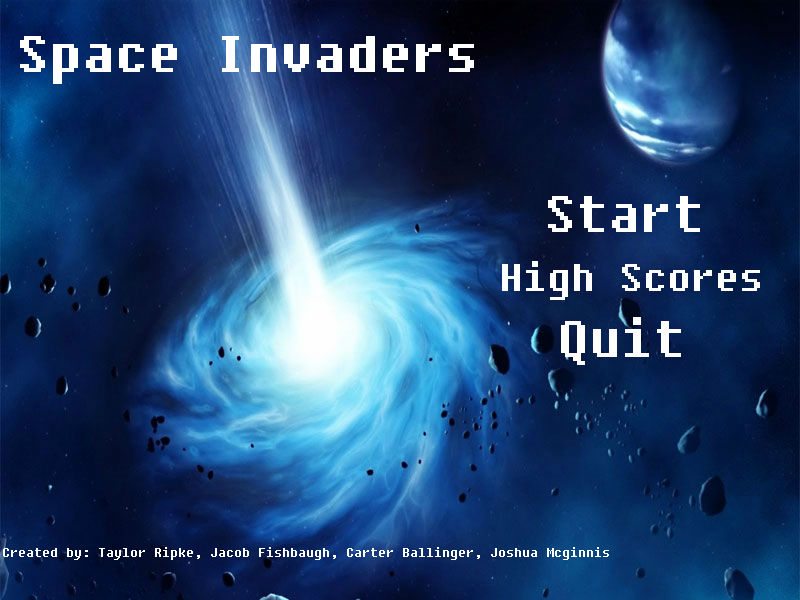 Space Invaders
Start
High Scores
Quit
Created by: Taylor Ripke, Jacob Fishbaugh, Carter Ballinger, Joshua Mcginnis